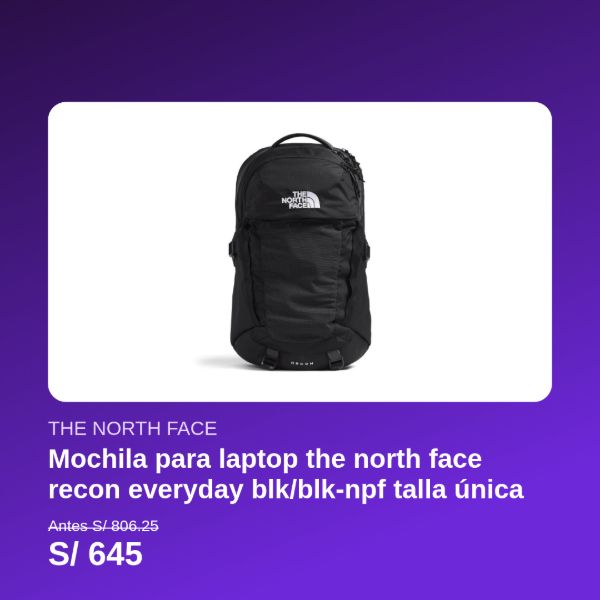 THE
NORTH
FACE
RECON
THE NORTH FACE
Mochila para laptop the north face
recon everyday blk/blk-npf talla única
Antes S/ 806.25
S/ 645